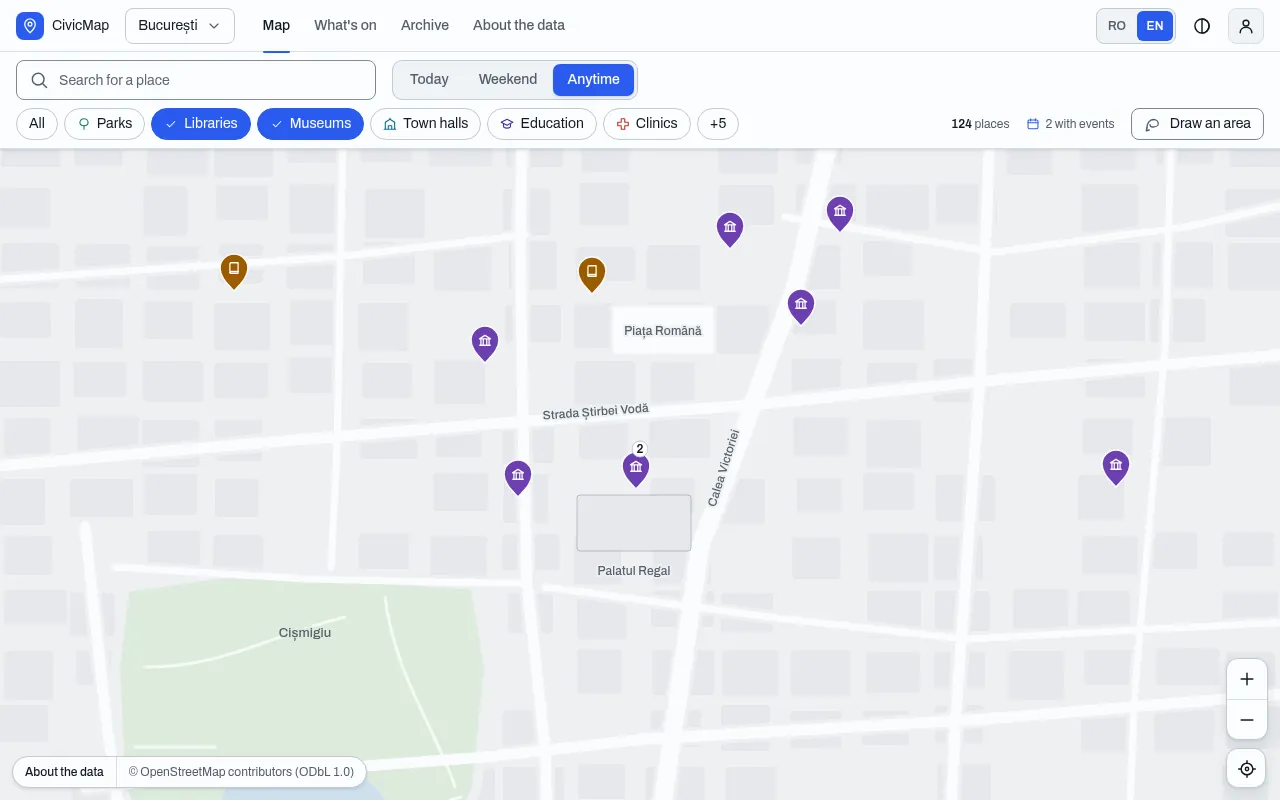 CivicMap
București
Map
What's on
Archive
About the data
RO
EN
Search for a place
Today
Weekend
Anytime
All
Parks
Libraries
Museums
Town halls
Education
Clinics
+5
124 places
2 with events
Draw an area
Piața Română
Strada Știrbei Vodă
Calea Victoriei
2
Palatul Regal
Cișmigiu
About the data
© OpenStreetMap contributors (ODbL 1.0)